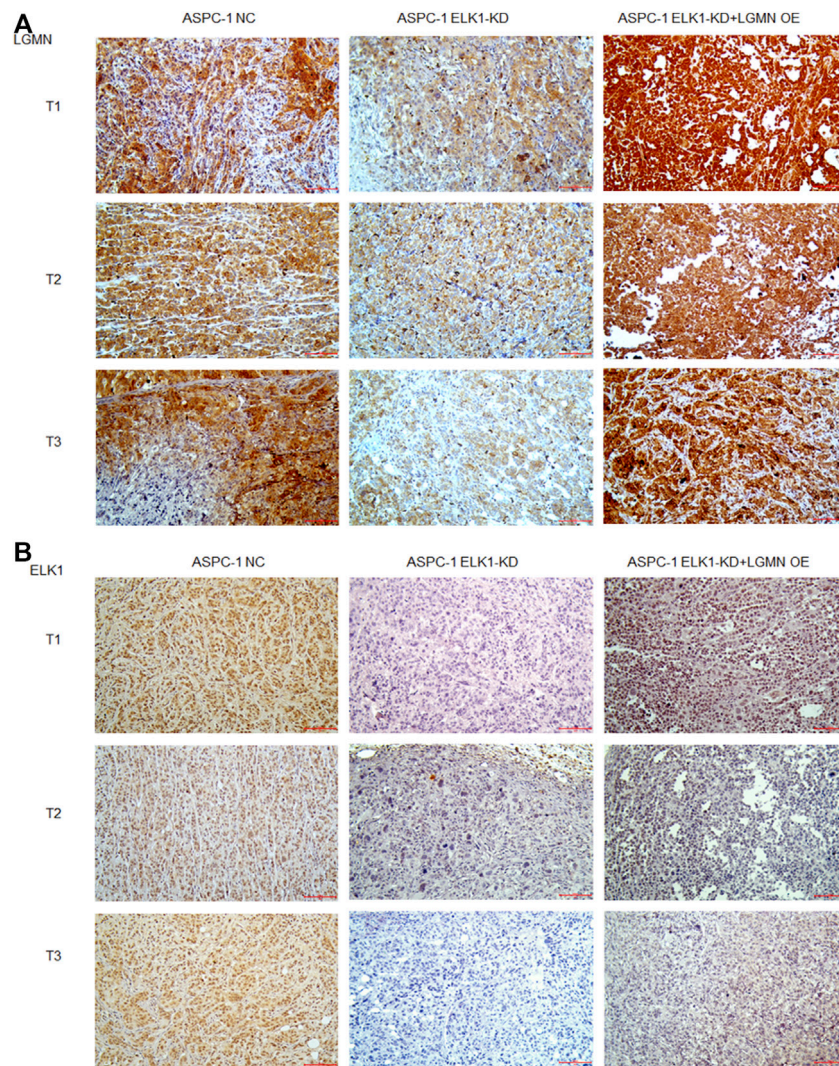 A
ASPC-1 NC ASPC-1 ELK1-KD ASPC-1 ELK1-KD+LGMN OE
LGMN
T1
T2
T3
B
ASPC-1 NC ASPC-1 ELK1-KD ASPC-1 ELK1-KD+LGMN OE
ELK1
T1
T2
T3